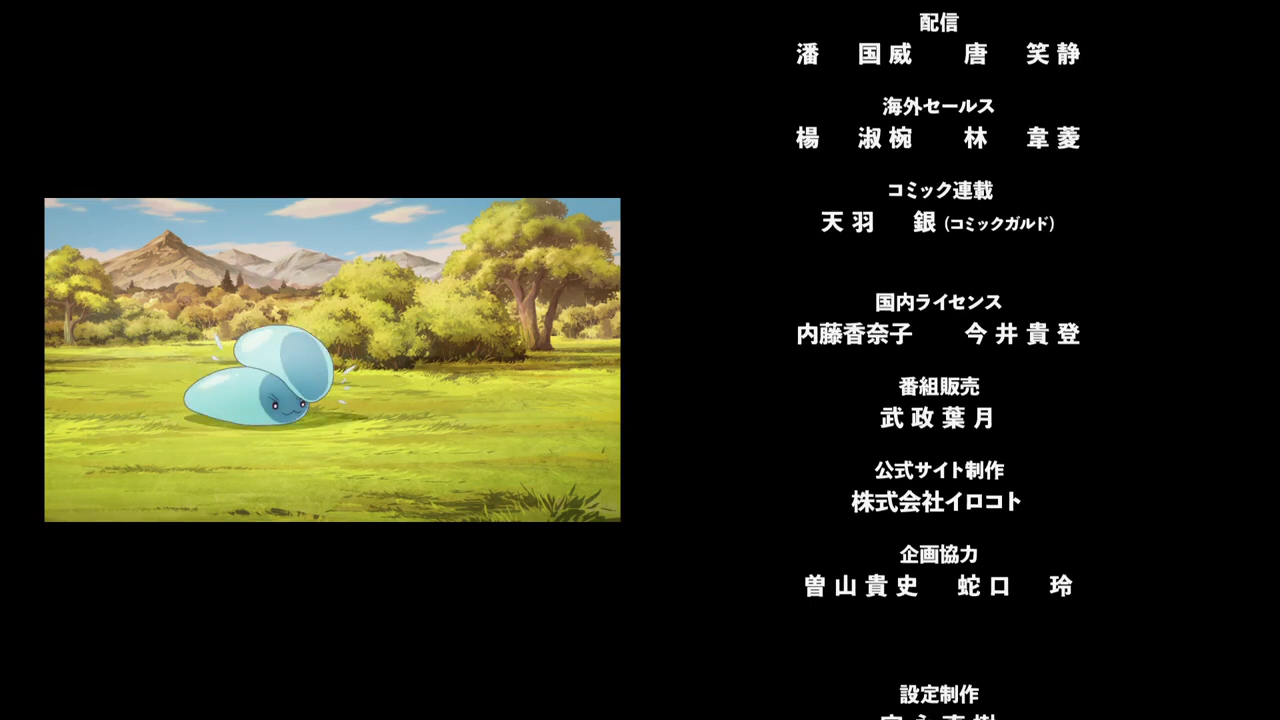 配信
潘 国威 唐 笑静
海外セールス
楊 淑椀 林 韋菱
コミック連載
天羽 銀(コミックガルド)
国内ライセンス
内藤香奈子 今井貴登
番組販売
武政葉月
公式サイト制作
株式会社イロコト
企画協力
曽山貴史 蛇口 玲
設定制作